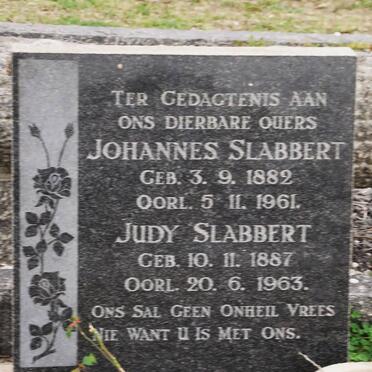 TER GEDAGTENIS AAN
ONS DIERBARE OUERS
JOHANNES SLABBERT
GEB. 3. 9. 1882
OORL. 5 11. 1961.
JUDY SLABBERT
GEB. 10. 11. 1887
OORL. 20. 6. 1963.
ONS SAL GEEN ONHEIL VREES
NIE WANT U IS MET ONS.